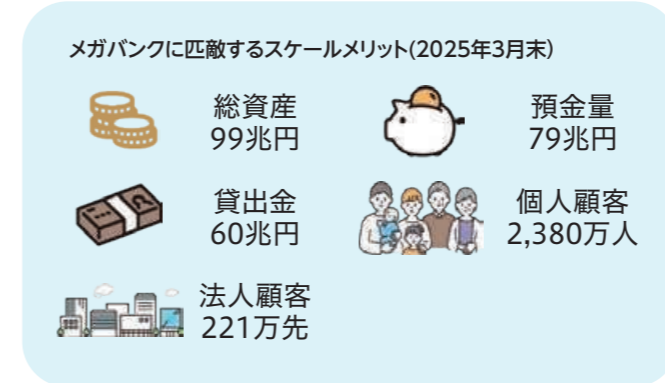 メガバンクに匹敵するスケールメリット(2025年3月末)
総資産
99兆円
預金量
79兆円
貸出金
60兆円
個人顧客
2,380万人
法人顧客
221万先